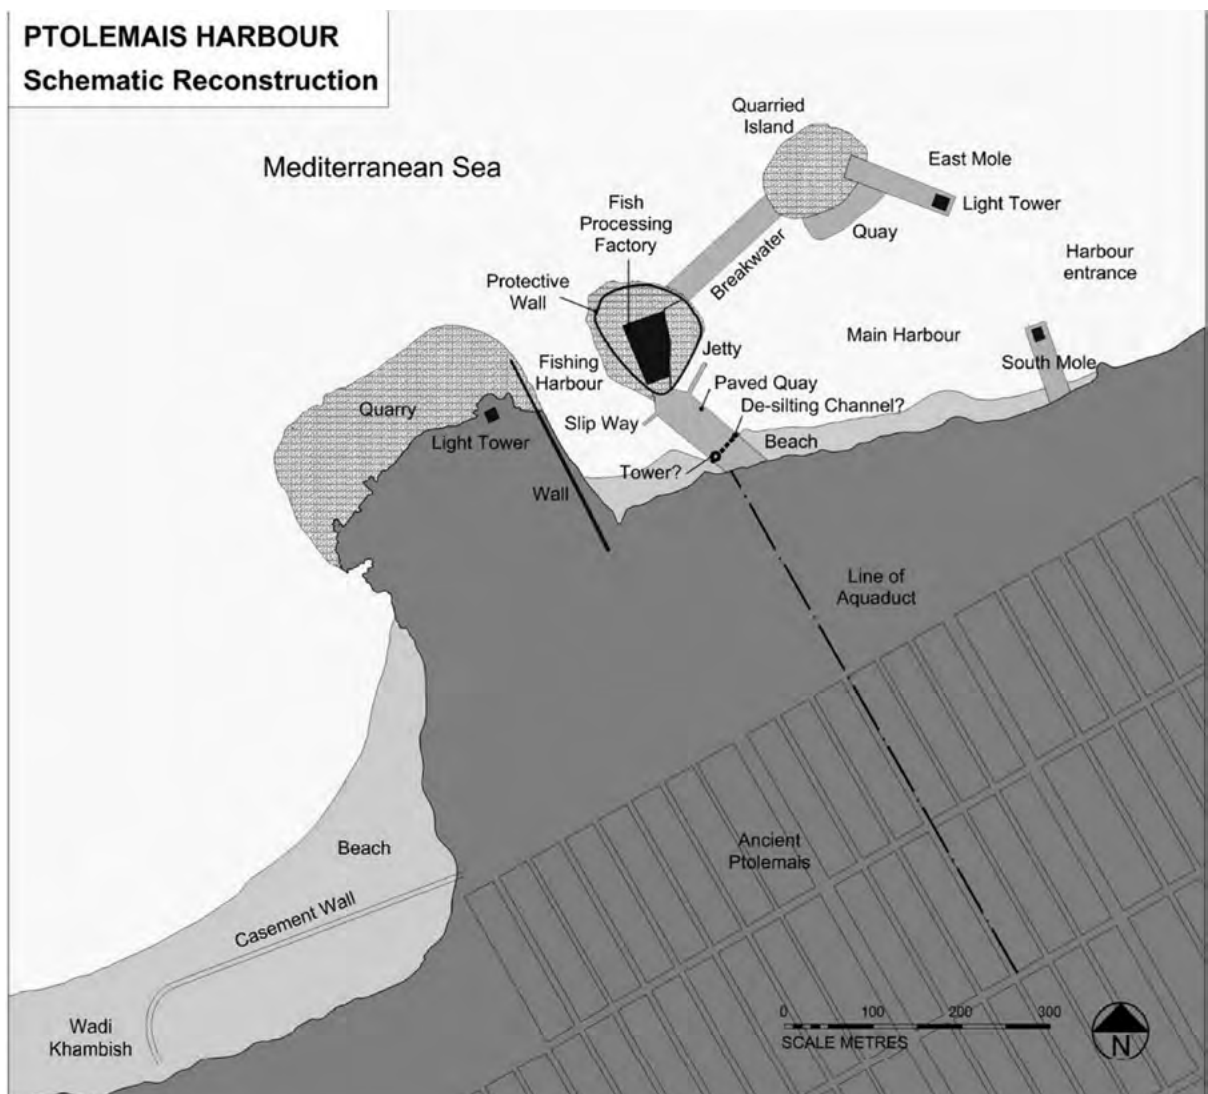 PTOLEMAIS HARBOUR
Schematic Reconstruction
Mediterranean Sea
Quarried
Island
East Mole
Light Tower
Quay
Fish
Processing
Factory
Breakwater
Harbour
entrance
Protective
Wall
Main Harbour
South Mole
Jetty
Fishing
Harbour
Paved Quay
De-silting Channel?
Slip Way
Beach
Quarry
Light Tower
Tower?
Wall
Line of
Aquaduct
Ancient
Ptolemais
Beach
Casement Wall
Wadi
Khambish
0 100 200 300
SCALE METRES
N